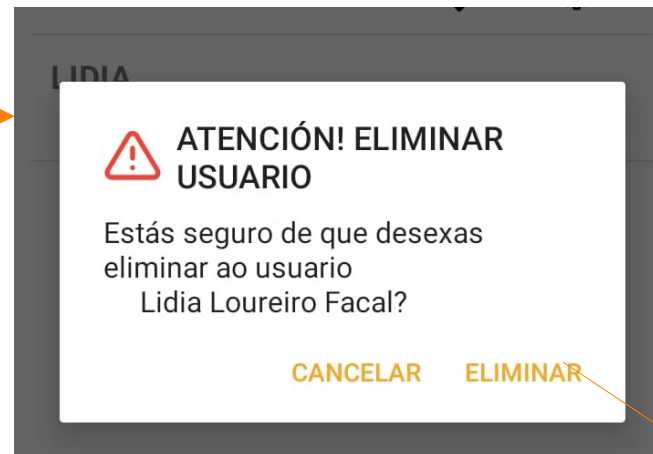 LIDIA
ATENCIÓN! ELIMINAR
USUARIO
Estás seguro de que desexas
eliminar ao usuario
Lidia Loureiro Facal?
CANCELAR ELIMINAR